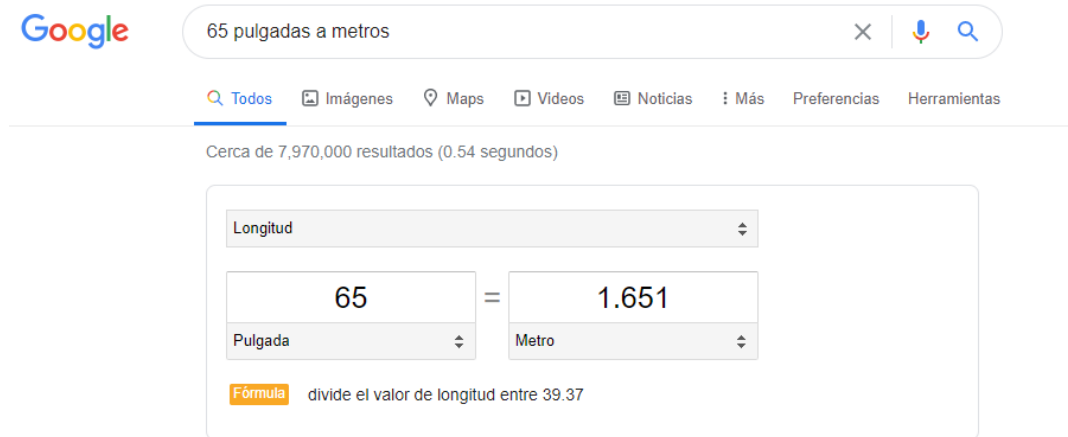 Google 65 pulgadas a metros
Todos Imágenes Maps Videos Noticias Más Preferencias Herramientas
Cerca de 7,970,000 resultados (0.54 segundos)
Longitud
65 = 1.651
Pulgada Metro
Fórmula divide el valor de longitud entre 39.37